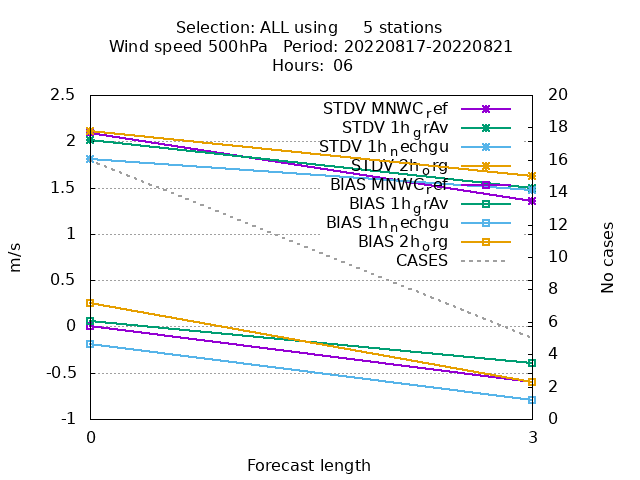 Selection: ALL using     5 stations
Wind speed 500hPa   Period: 20220817-20220821
Hours:  06
STDV MNWC_ref
STDV 1h_grAv
STDV 1h_nechgu
STDV 2h_org
BIAS MNWC_ref
BIAS 1h_grAv
BIAS 1h_nechgu
BIAS 2h_org
CASES
2.5
2
1.5
1
0.5
0
-0.5
-1
m/s
20
18
16
14
12
10
8
6
4
2
0
No cases
0 3
Forecast length